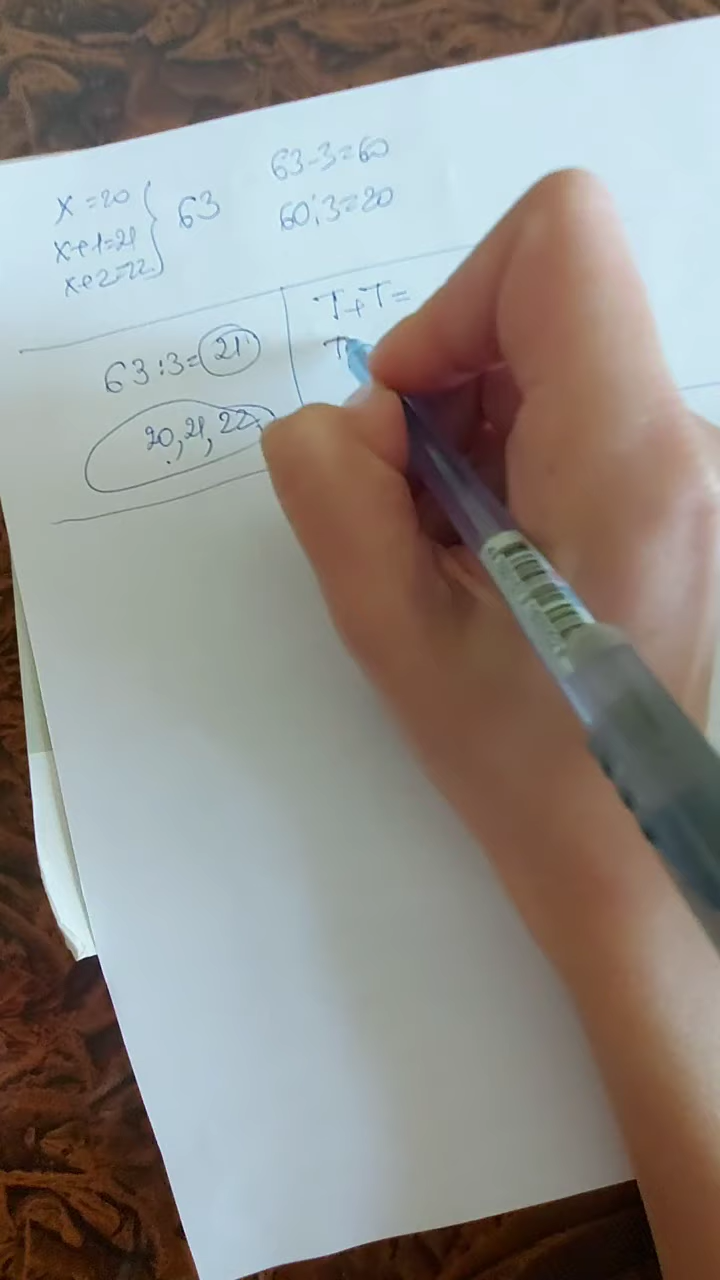 x = 20
x+1=21
x+2=22
63
63-3=60
60:3=20
63:3=21
20, 21, 22
T+T=
T